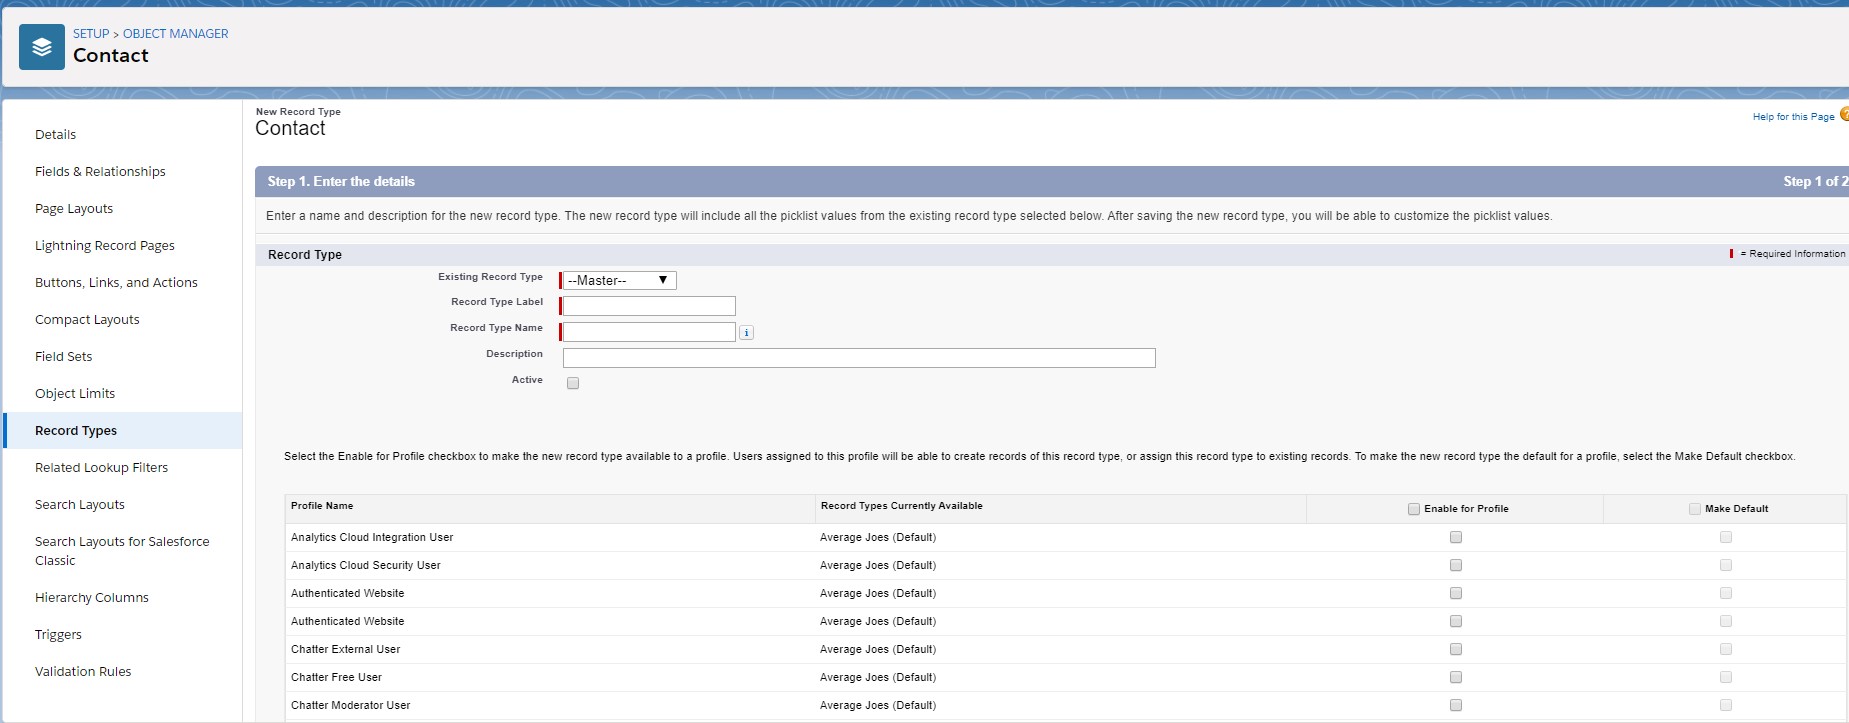 SETUP > OBJECT MANAGER
Contact
Details
Fields & Relationships
Page Layouts
Lightning Record Pages
Buttons, Links, and Actions
Compact Layouts
Field Sets
Object Limits
Record Types
Related Lookup Filters
Search Layouts
Search Layouts for Salesforce
Classic
Hierarchy Columns
Triggers
Validation Rules
New Record Type
Contact
Help for this Page
Step 1. Enter the details Step 1 of 2
Enter a name and description for the new record type. The new record type will include all the picklist values from the existing record type selected below. After saving the new record type, you will be able to customize the picklist values.
Record Type = Required Information
Existing Record Type --Master--
Record Type Label
Record Type Name i
Description
Active
Select the Enable for Profile checkbox to make the new record type available to a profile. Users assigned to this profile will be able to create records of this record type, or assign this record type to existing records. To make the new record type the default for a profile, select the Make Default checkbox.
Profile Name Record Types Currently Available Enable for Profile Make Default
Analytics Cloud Integration User Average Joes (Default)
Analytics Cloud Security User Average Joes (Default)
Authenticated Website Average Joes (Default)
Authenticated Website Average Joes (Default)
Chatter External User Average Joes (Default)
Chatter Free User Average Joes (Default)
Chatter Moderator User Average Joes (Default)